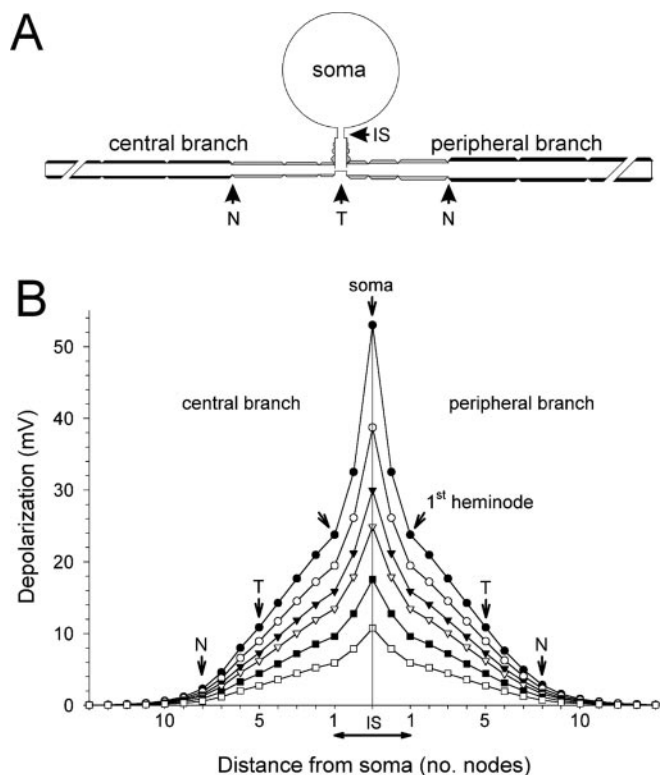 A
soma
IS
central branch
peripheral branch
N
T
N
B
soma
50
40
30
20
10
0
Depolarization (mV)
central branch
peripheral branch
1st heminode
T
T
N
N
10
5
1
IS
1
5
10
Distance from soma (no. nodes)